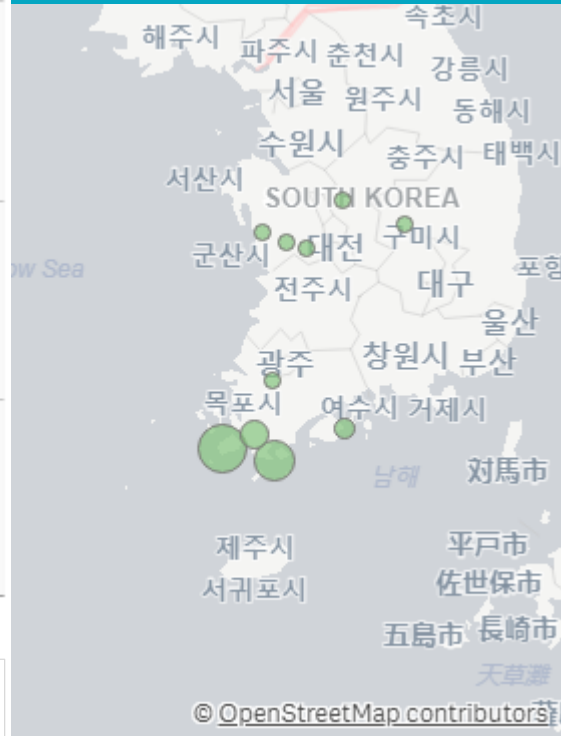 속초시
해주시
파주시 춘천시
강릉시
서울 원주시
동해시
수원시
충주시 태백시
서산시
SOUTH KOREA
군산시 대전 구미시
ow Sea
포항
전주시 대구
울산
광주 창원시 부산
목포시 여수시 거제시
남해
対馬市
제주시
平戸市
서귀포시
佐世保市
五島市 長崎市
天草灘
© OpenStreetMap contributors